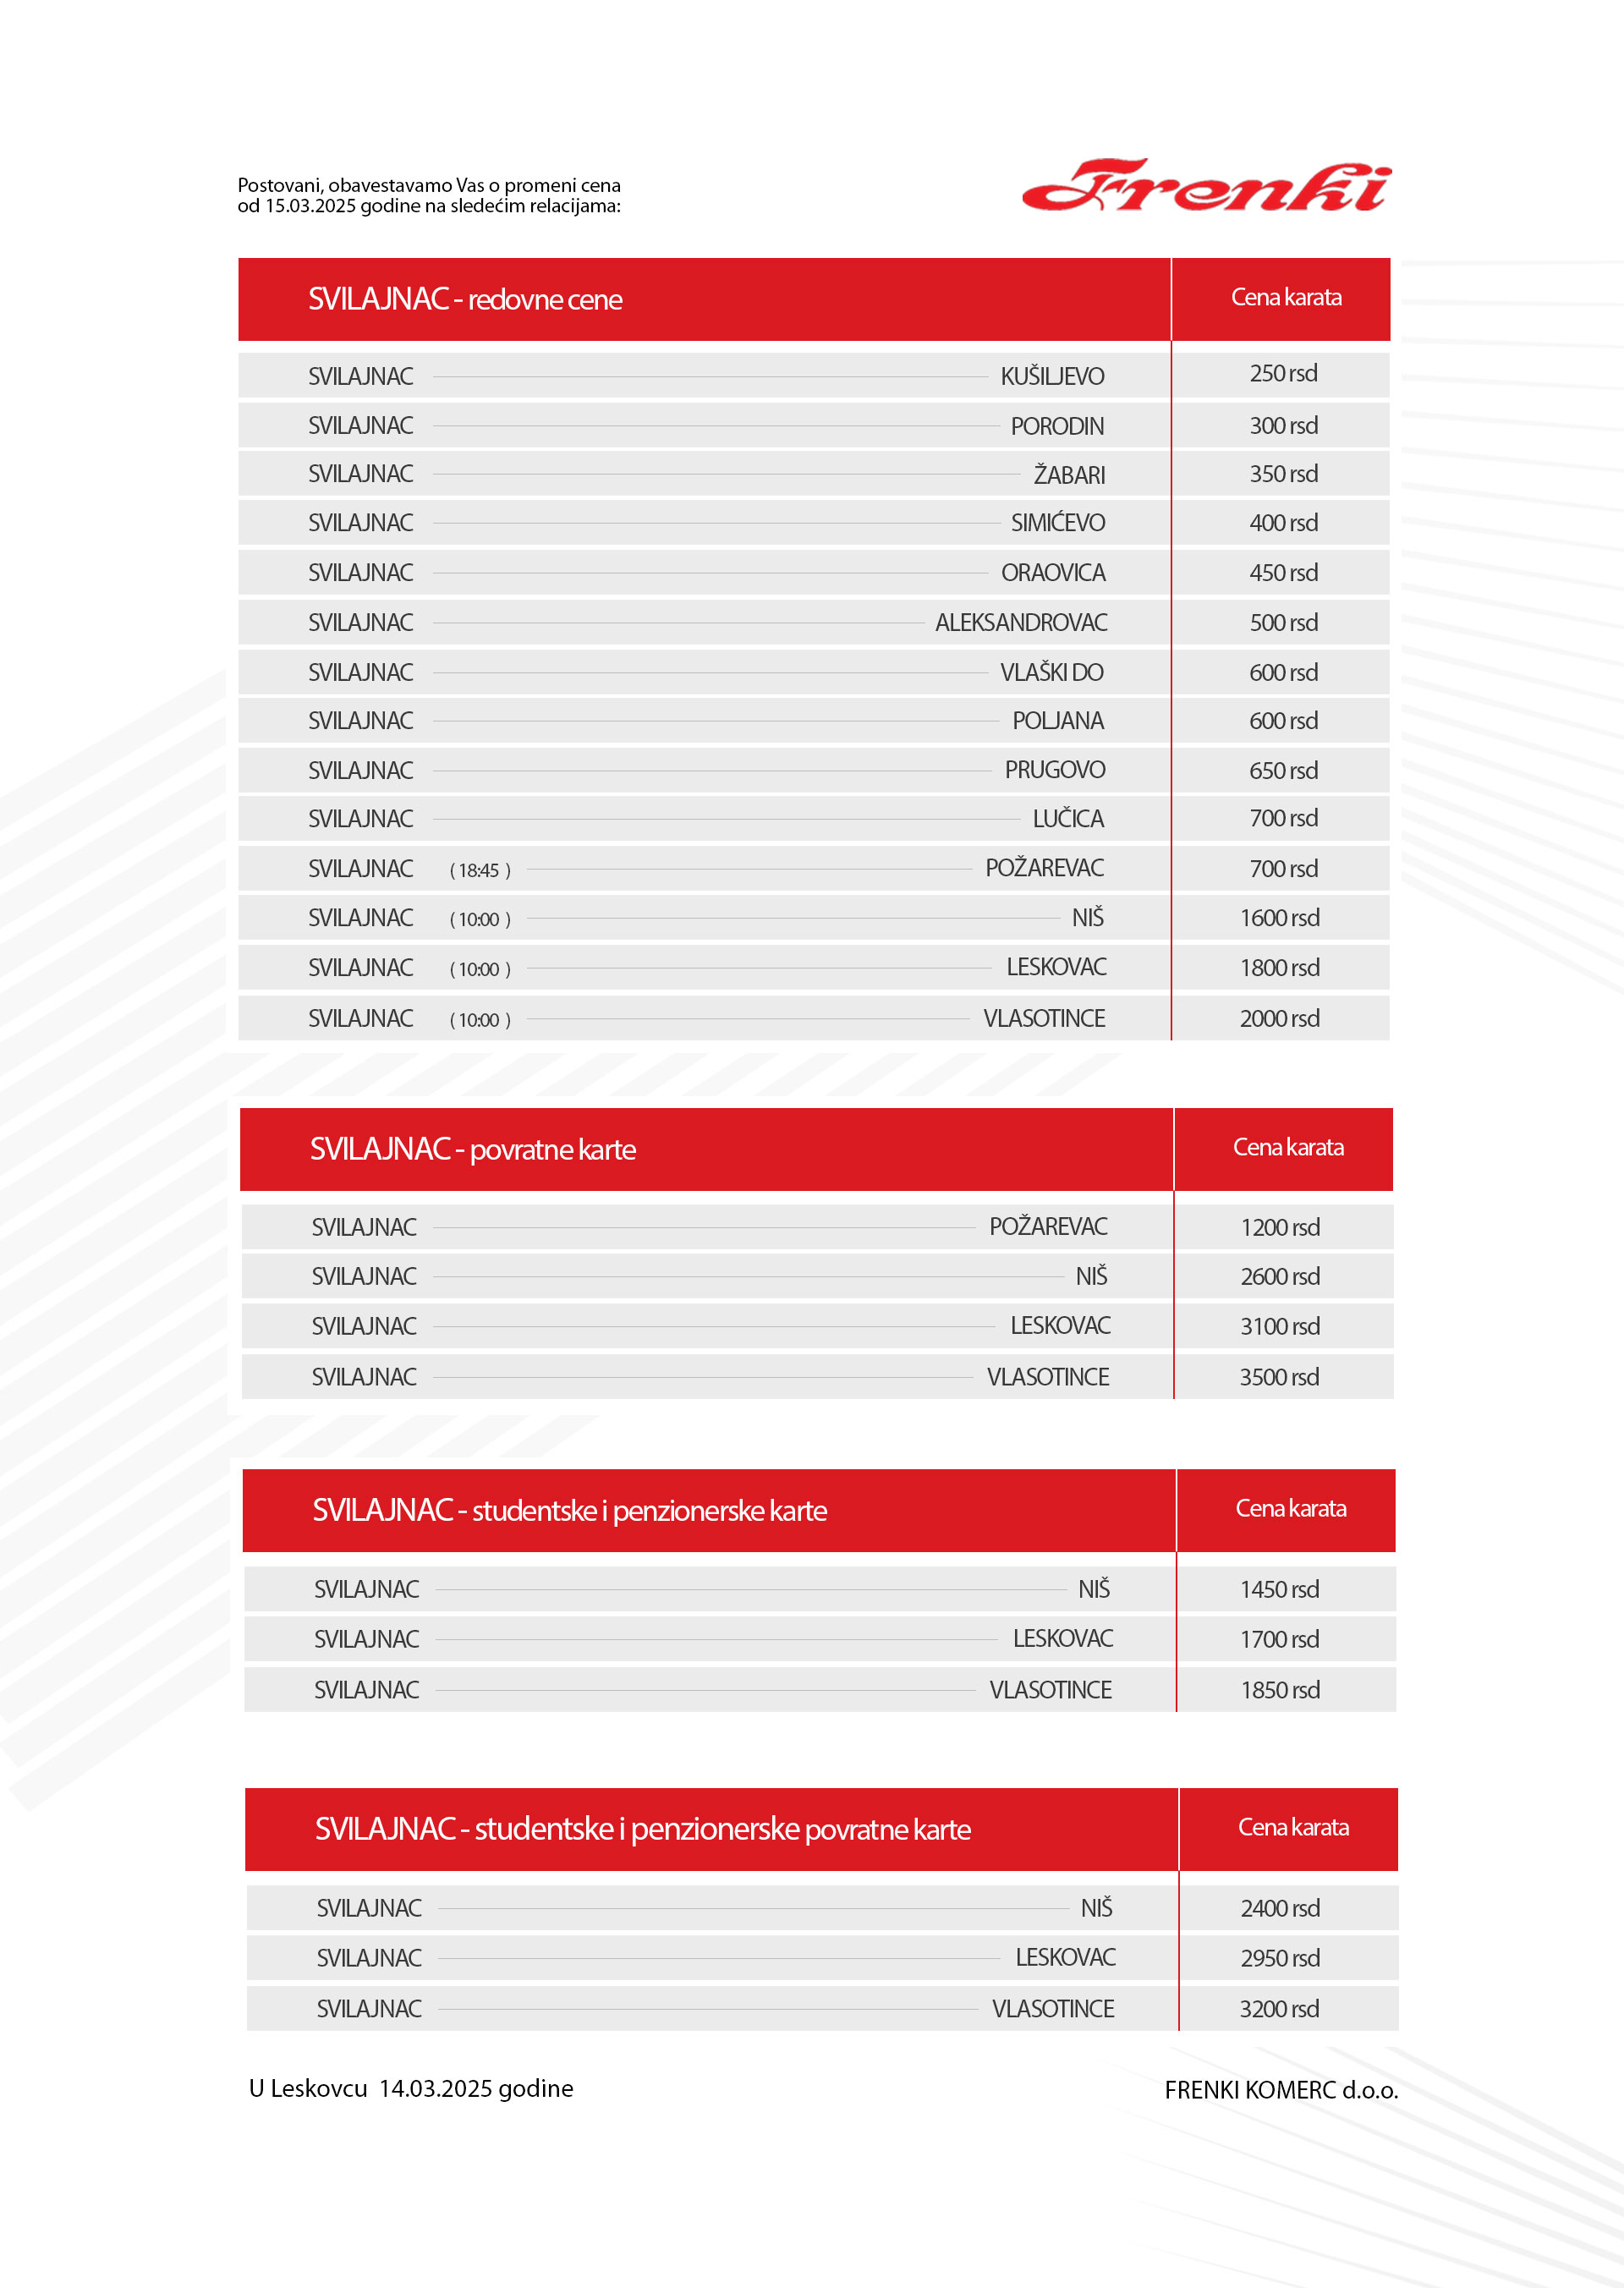 Postovani, obavestavamo Vas o promeni cena
od 15.03.2025 godine na sledećim relacijama:
Frenki
SVILAJNAC - redovne cene Cena karata
SVILAJNAC KUŠILJEVO 250 rsd
SVILAJNAC PORODIN 300 rsd
SVILAJNAC ŽABARI 350 rsd
SVILAJNAC SIMIĆEVO 400 rsd
SVILAJNAC ORAOVICA 450 rsd
SVILAJNAC ALEKSANDROVAC 500 rsd
SVILAJNAC VLAŠKI DO 600 rsd
SVILAJNAC POLJANA 600 rsd
SVILAJNAC PRUGOVO 650 rsd
SVILAJNAC LUČICA 700 rsd
SVILAJNAC ( 18:45 ) POŽAREVAC 700 rsd
SVILAJNAC ( 10:00 ) NIŠ 1600 rsd
SVILAJNAC ( 10:00 ) LESKOVAC 1800 rsd
SVILAJNAC ( 10:00 ) VLASOTINCE 2000 rsd
SVILAJNAC - povratne karte Cena karata
SVILAJNAC POŽAREVAC 1200 rsd
SVILAJNAC NIŠ 2600 rsd
SVILAJNAC LESKOVAC 3100 rsd
SVILAJNAC VLASOTINCE 3500 rsd
SVILAJNAC - studentske i penzionerske karte Cena karata
SVILAJNAC NIŠ 1450 rsd
SVILAJNAC LESKOVAC 1700 rsd
SVILAJNAC VLASOTINCE 1850 rsd
SVILAJNAC - studentske i penzionerske povratne karte Cena karata
SVILAJNAC NIŠ 2400 rsd
SVILAJNAC LESKOVAC 2950 rsd
SVILAJNAC VLASOTINCE 3200 rsd
U Leskovcu 14.03.2025 godine FRENKI KOMERC d.o.o.